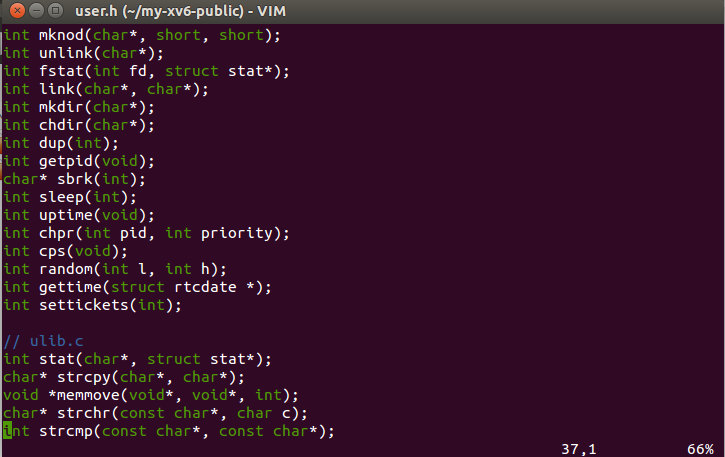 user.h (~/my-xv6-public) - VIM
int mknod(char*, short, short);
int unlink(char*);
int fstat(int fd, struct stat*);
int link(char*, char*);
int mkdir(char*);
int chdir(char*);
int dup(int);
int getpid(void);
char* sbrk(int);
int sleep(int);
int uptime(void);
int chpr(int pid, int priority);
int cps(void);
int random(int l, int h);
int gettime(struct rtcdate *);
int settickets(int);
// ulib.c
int stat(char*, struct stat*);
char* strcpy(char*, char*);
void *memmove(void*, void*, int);
char* strchr(const char*, char c);
int strcmp(const char*, const char*);
37,1 66%